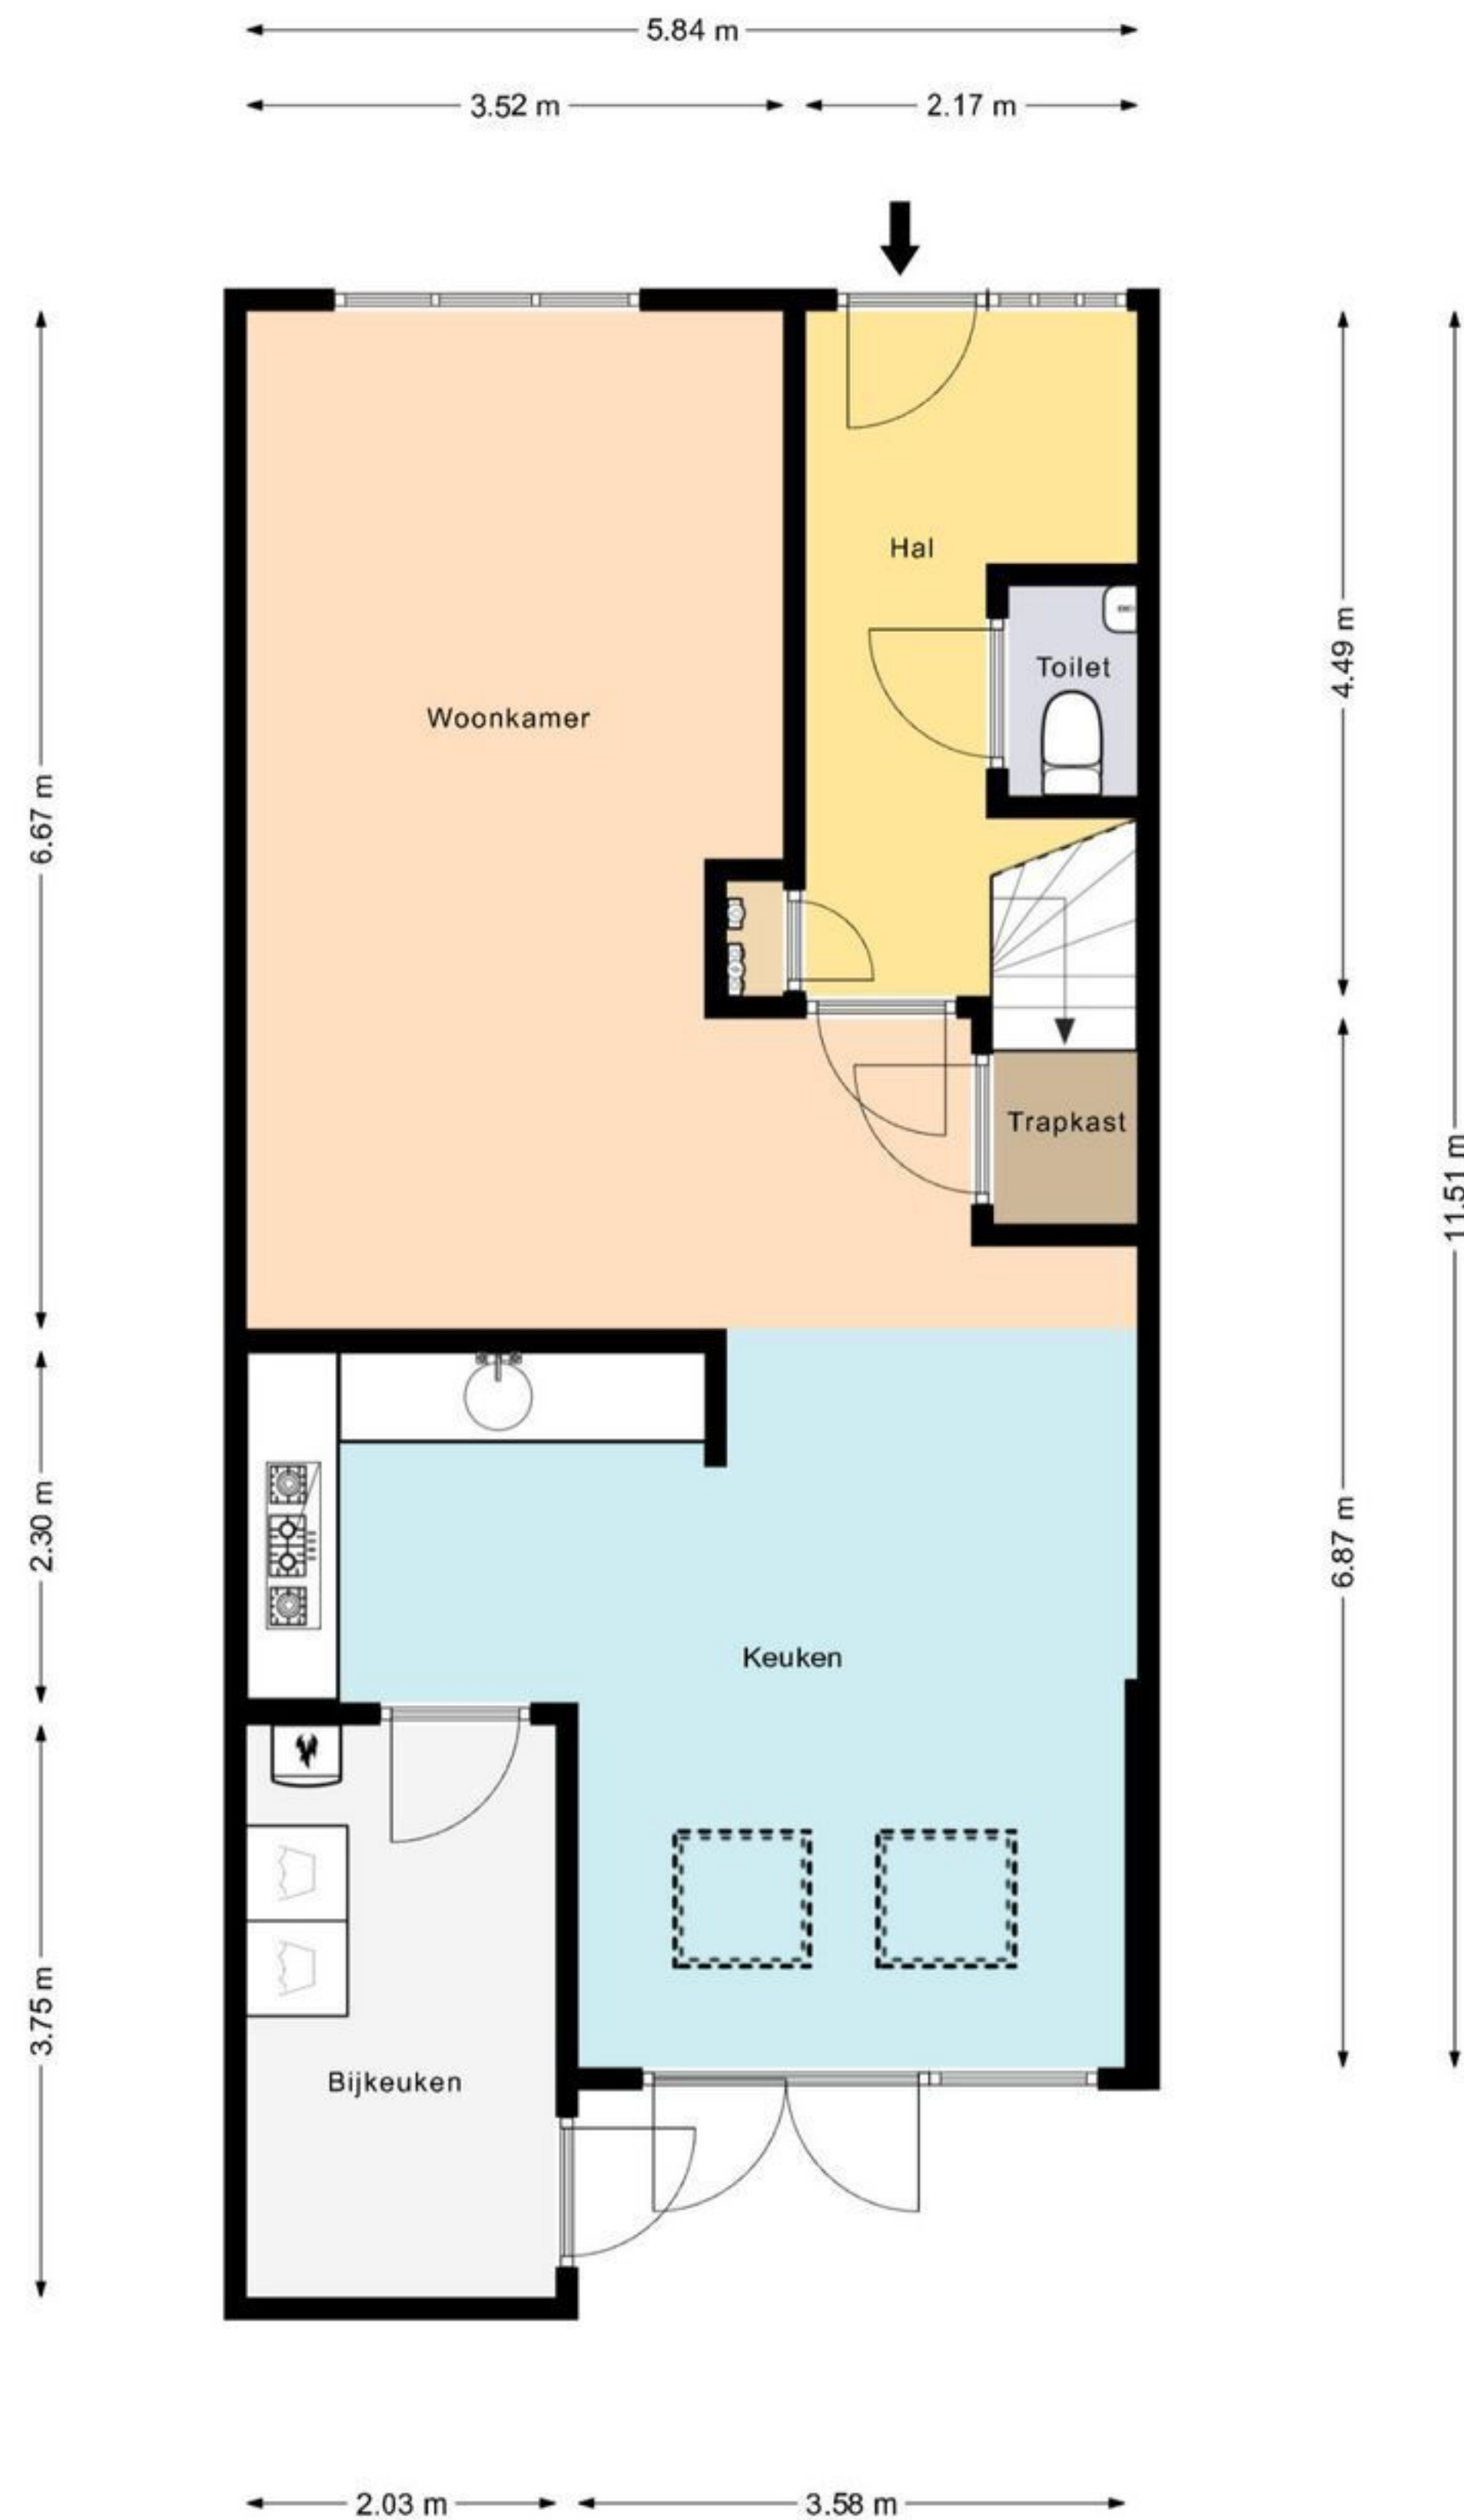 5.84 m
3.52 m
2.17 m
Hal
4.49 m
Toilet
Woonkamer
6.67 m
Trapkast
11.51 m
2.30 m
6.87 m
Keuken
3.75 m
Bijkeuken
2.03 m
3.58 m